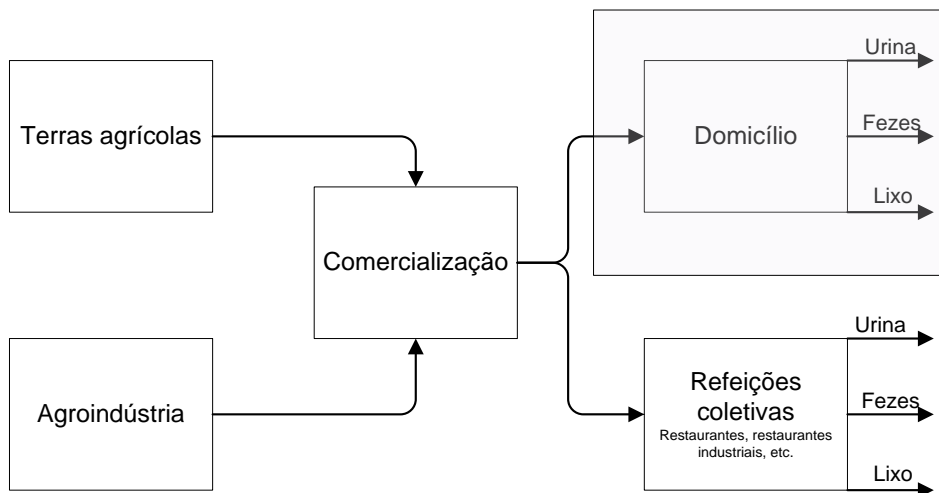 Urina
Terras agrícolas
Domicílio
Fezes
Lixo
Comercialização
Urina
Agroindústria
Refeições
coletivas
Restaurantes, restaurantes
industriais, etc.
Fezes
Lixo